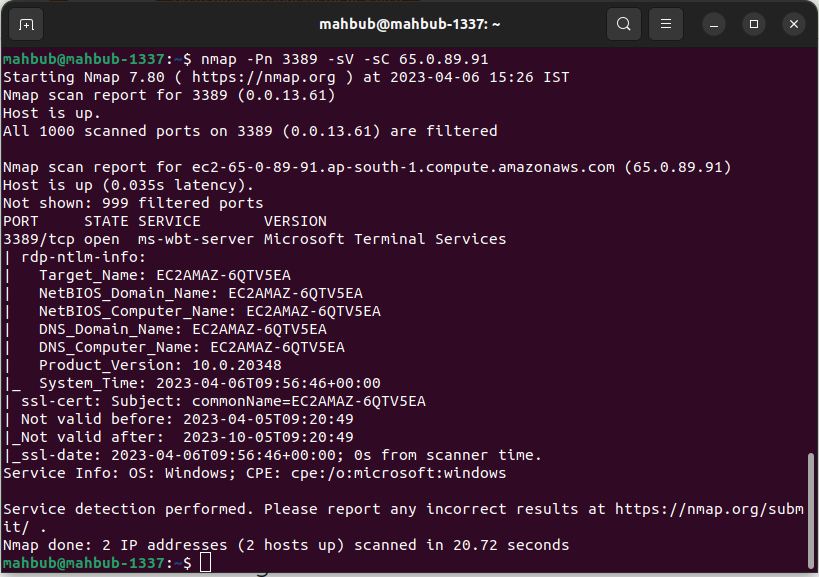 mahbub@mahbub-1337: ~
mahbub@mahbub-1337:~$ nmap -Pn 3389 -sV -sC 65.0.89.91
Starting Nmap 7.80 ( https://nmap.org ) at 2023-04-06 15:26 IST
Nmap scan report for 3389 (0.0.13.61)
Host is up.
All 1000 scanned ports on 3389 (0.0.13.61) are filtered

Nmap scan report for ec2-65-0-89-91.ap-south-1.compute.amazonaws.com (65.0.89.91)
Host is up (0.035s latency).
Not shown: 999 filtered ports
PORT     STATE SERVICE       VERSION
3389/tcp open  ms-wbt-server Microsoft Terminal Services
| rdp-ntlm-info:
|   Target_Name: EC2AMAZ-6QTV5EA
|   NetBIOS_Domain_Name: EC2AMAZ-6QTV5EA
|   NetBIOS_Computer_Name: EC2AMAZ-6QTV5EA
|   DNS_Domain_Name: EC2AMAZ-6QTV5EA
|   DNS_Computer_Name: EC2AMAZ-6QTV5EA
|   Product_Version: 10.0.20348
|_  System_Time: 2023-04-06T09:56:46+00:00
| ssl-cert: Subject: commonName=EC2AMAZ-6QTV5EA
| Not valid before: 2023-04-05T09:20:49
|_Not valid after:  2023-10-05T09:20:49
|_ssl-date: 2023-04-06T09:56:46+00:00; 0s from scanner time.
Service Info: OS: Windows; CPE: cpe:/o:microsoft:windows

Service detection performed. Please report any incorrect results at https://nmap.org/subm
it/ .
Nmap done: 2 IP addresses (2 hosts up) scanned in 20.72 seconds
mahbub@mahbub-1337:~$